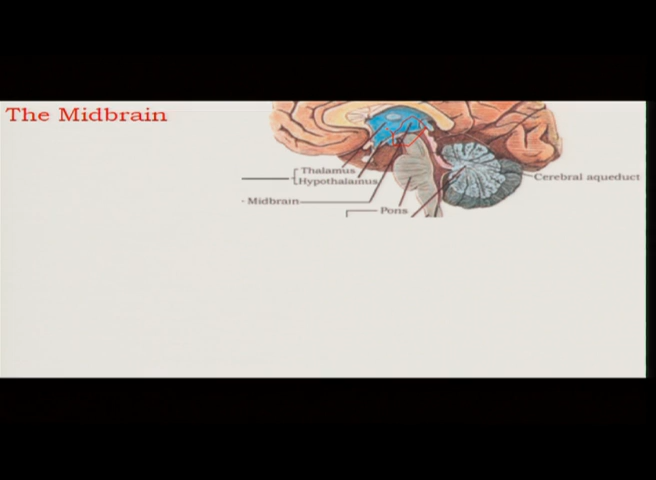 The Midbrain
Thalamus
Hypothalamus
Cerebral aqueduct
Midbrain
Pons